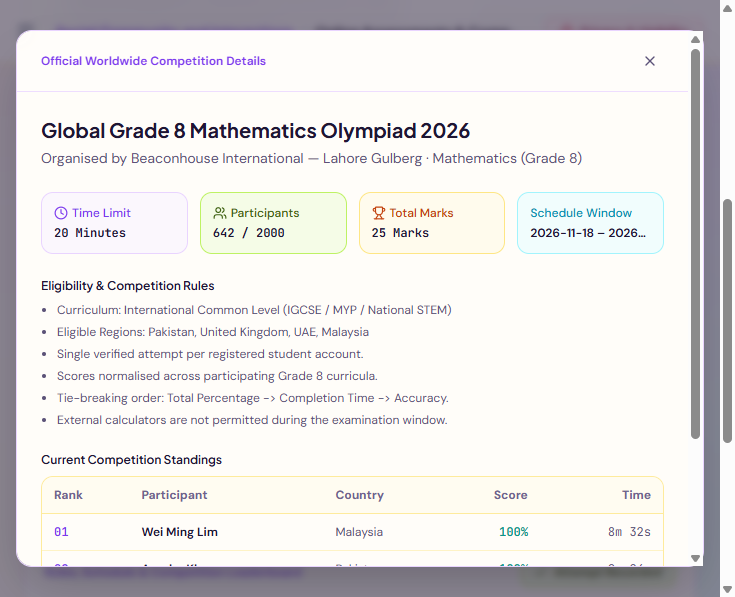 Official Worldwide Competition Details
Global Grade 8 Mathematics Olympiad 2026
Organised by Beaconhouse International — Lahore Gulberg · Mathematics (Grade 8)
Time Limit
20 Minutes
Participants
642 / 2000
Total Marks
25 Marks
Schedule Window
2026-11-18 – 2026…
Eligibility & Competition Rules
• Curriculum: International Common Level (IGCSE / MYP / National STEM)
• Eligible Regions: Pakistan, United Kingdom, UAE, Malaysia
• Single verified attempt per registered student account.
• Scores normalised across participating Grade 8 curricula.
• Tie-breaking order: Total Percentage -> Completion Time -> Accuracy.
• External calculators are not permitted during the examination window.
Current Competition Standings
Rank Participant Country Score Time
01 Wei Ming Lim Malaysia 100% 8m 32s